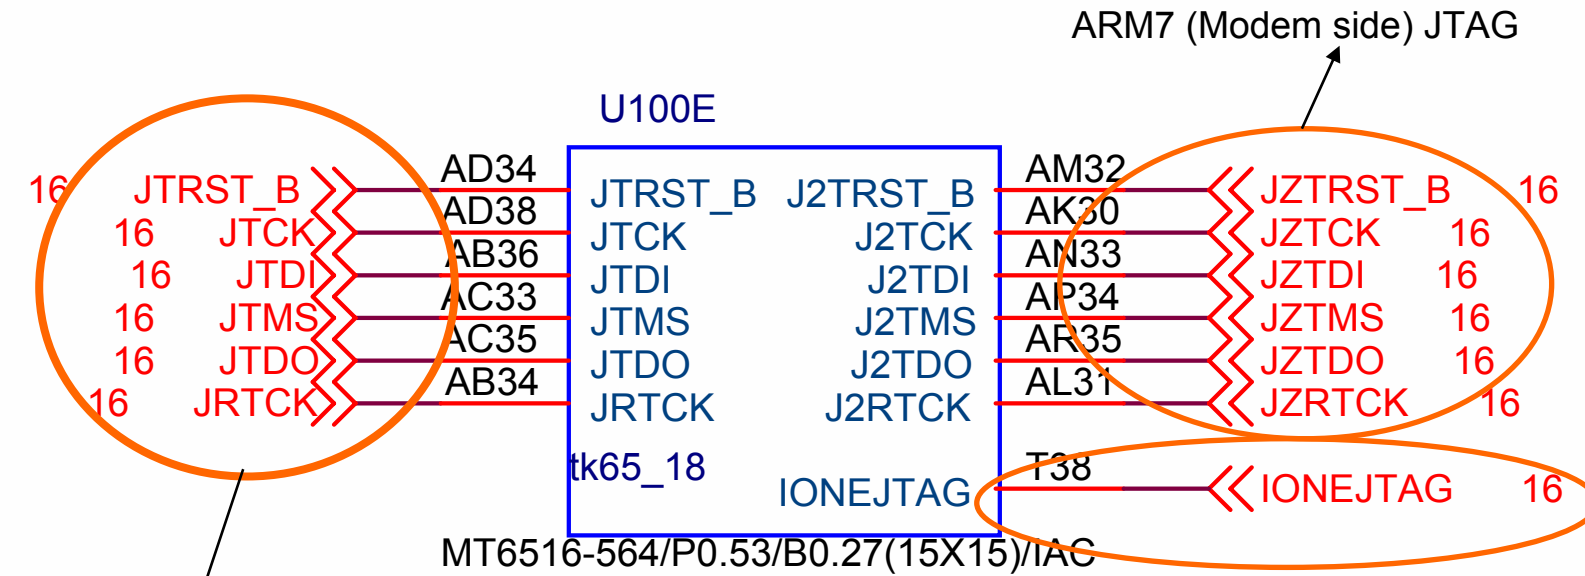 ARM7 (Modem side) JTAG
U100E
16 JTRST_B AD34 JTRST_B J2TRST_B AM32 JZTRST_B 16
16 JTCK AD38 JTCK J2TCK AK30 JZTCK 16
16 JTDI AB36 JTDI J2TDI AN33 JZTDI 16
16 JTMS AC33 JTMS J2TMS AP34 JZTMS 16
16 JTDO AC35 JTDO J2TDO AR35 JZTDO 16
16 JRTCK AB34 JRTCK J2RTCK AL31 JZRTCK 16
tk65_18 IONEJTAG T38 IONEJTAG 16
MT6516-564/P0.53/B0.27(15X15)/IAC